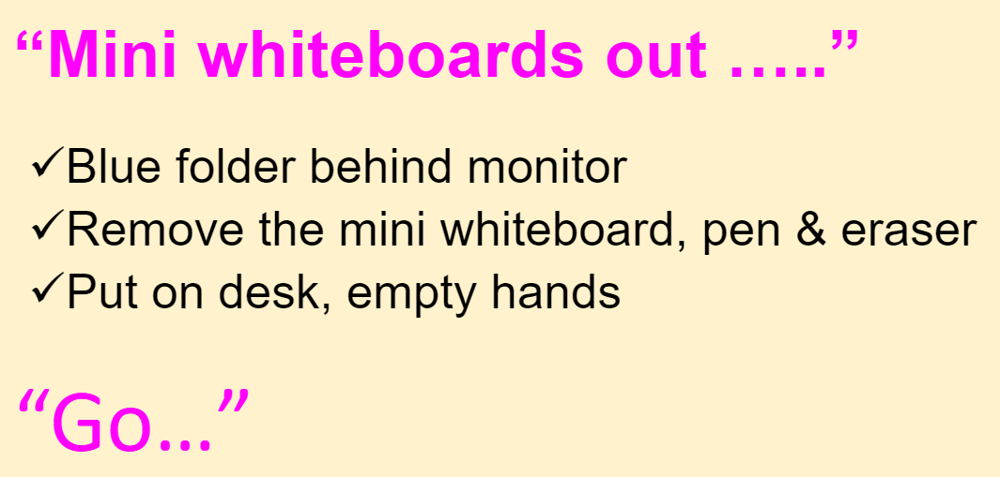 “Mini whiteboards out …..”
✓Blue folder behind monitor
✓Remove the mini whiteboard, pen & eraser
✓Put on desk, empty hands
“Go…”